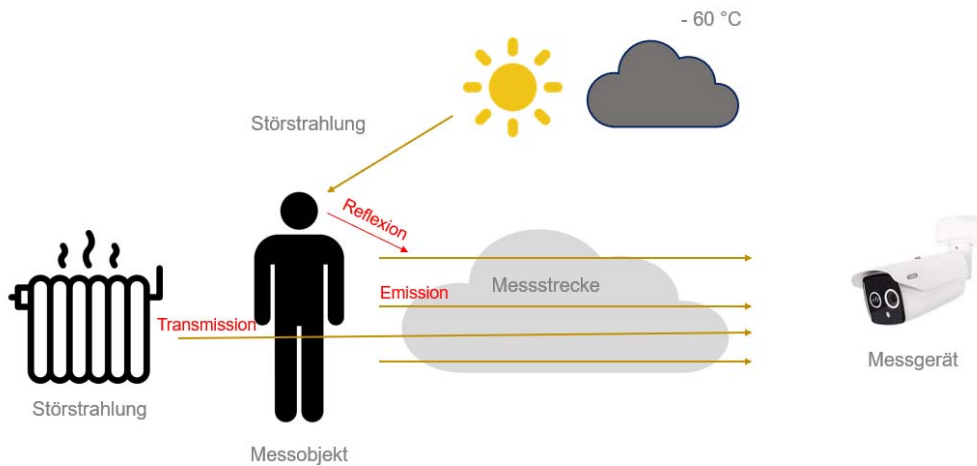 - 60 °C
Störstrahlung
Reflexion
Messstrecke
Emission
Transmission
Messgerät
Störstrahlung
Messobjekt